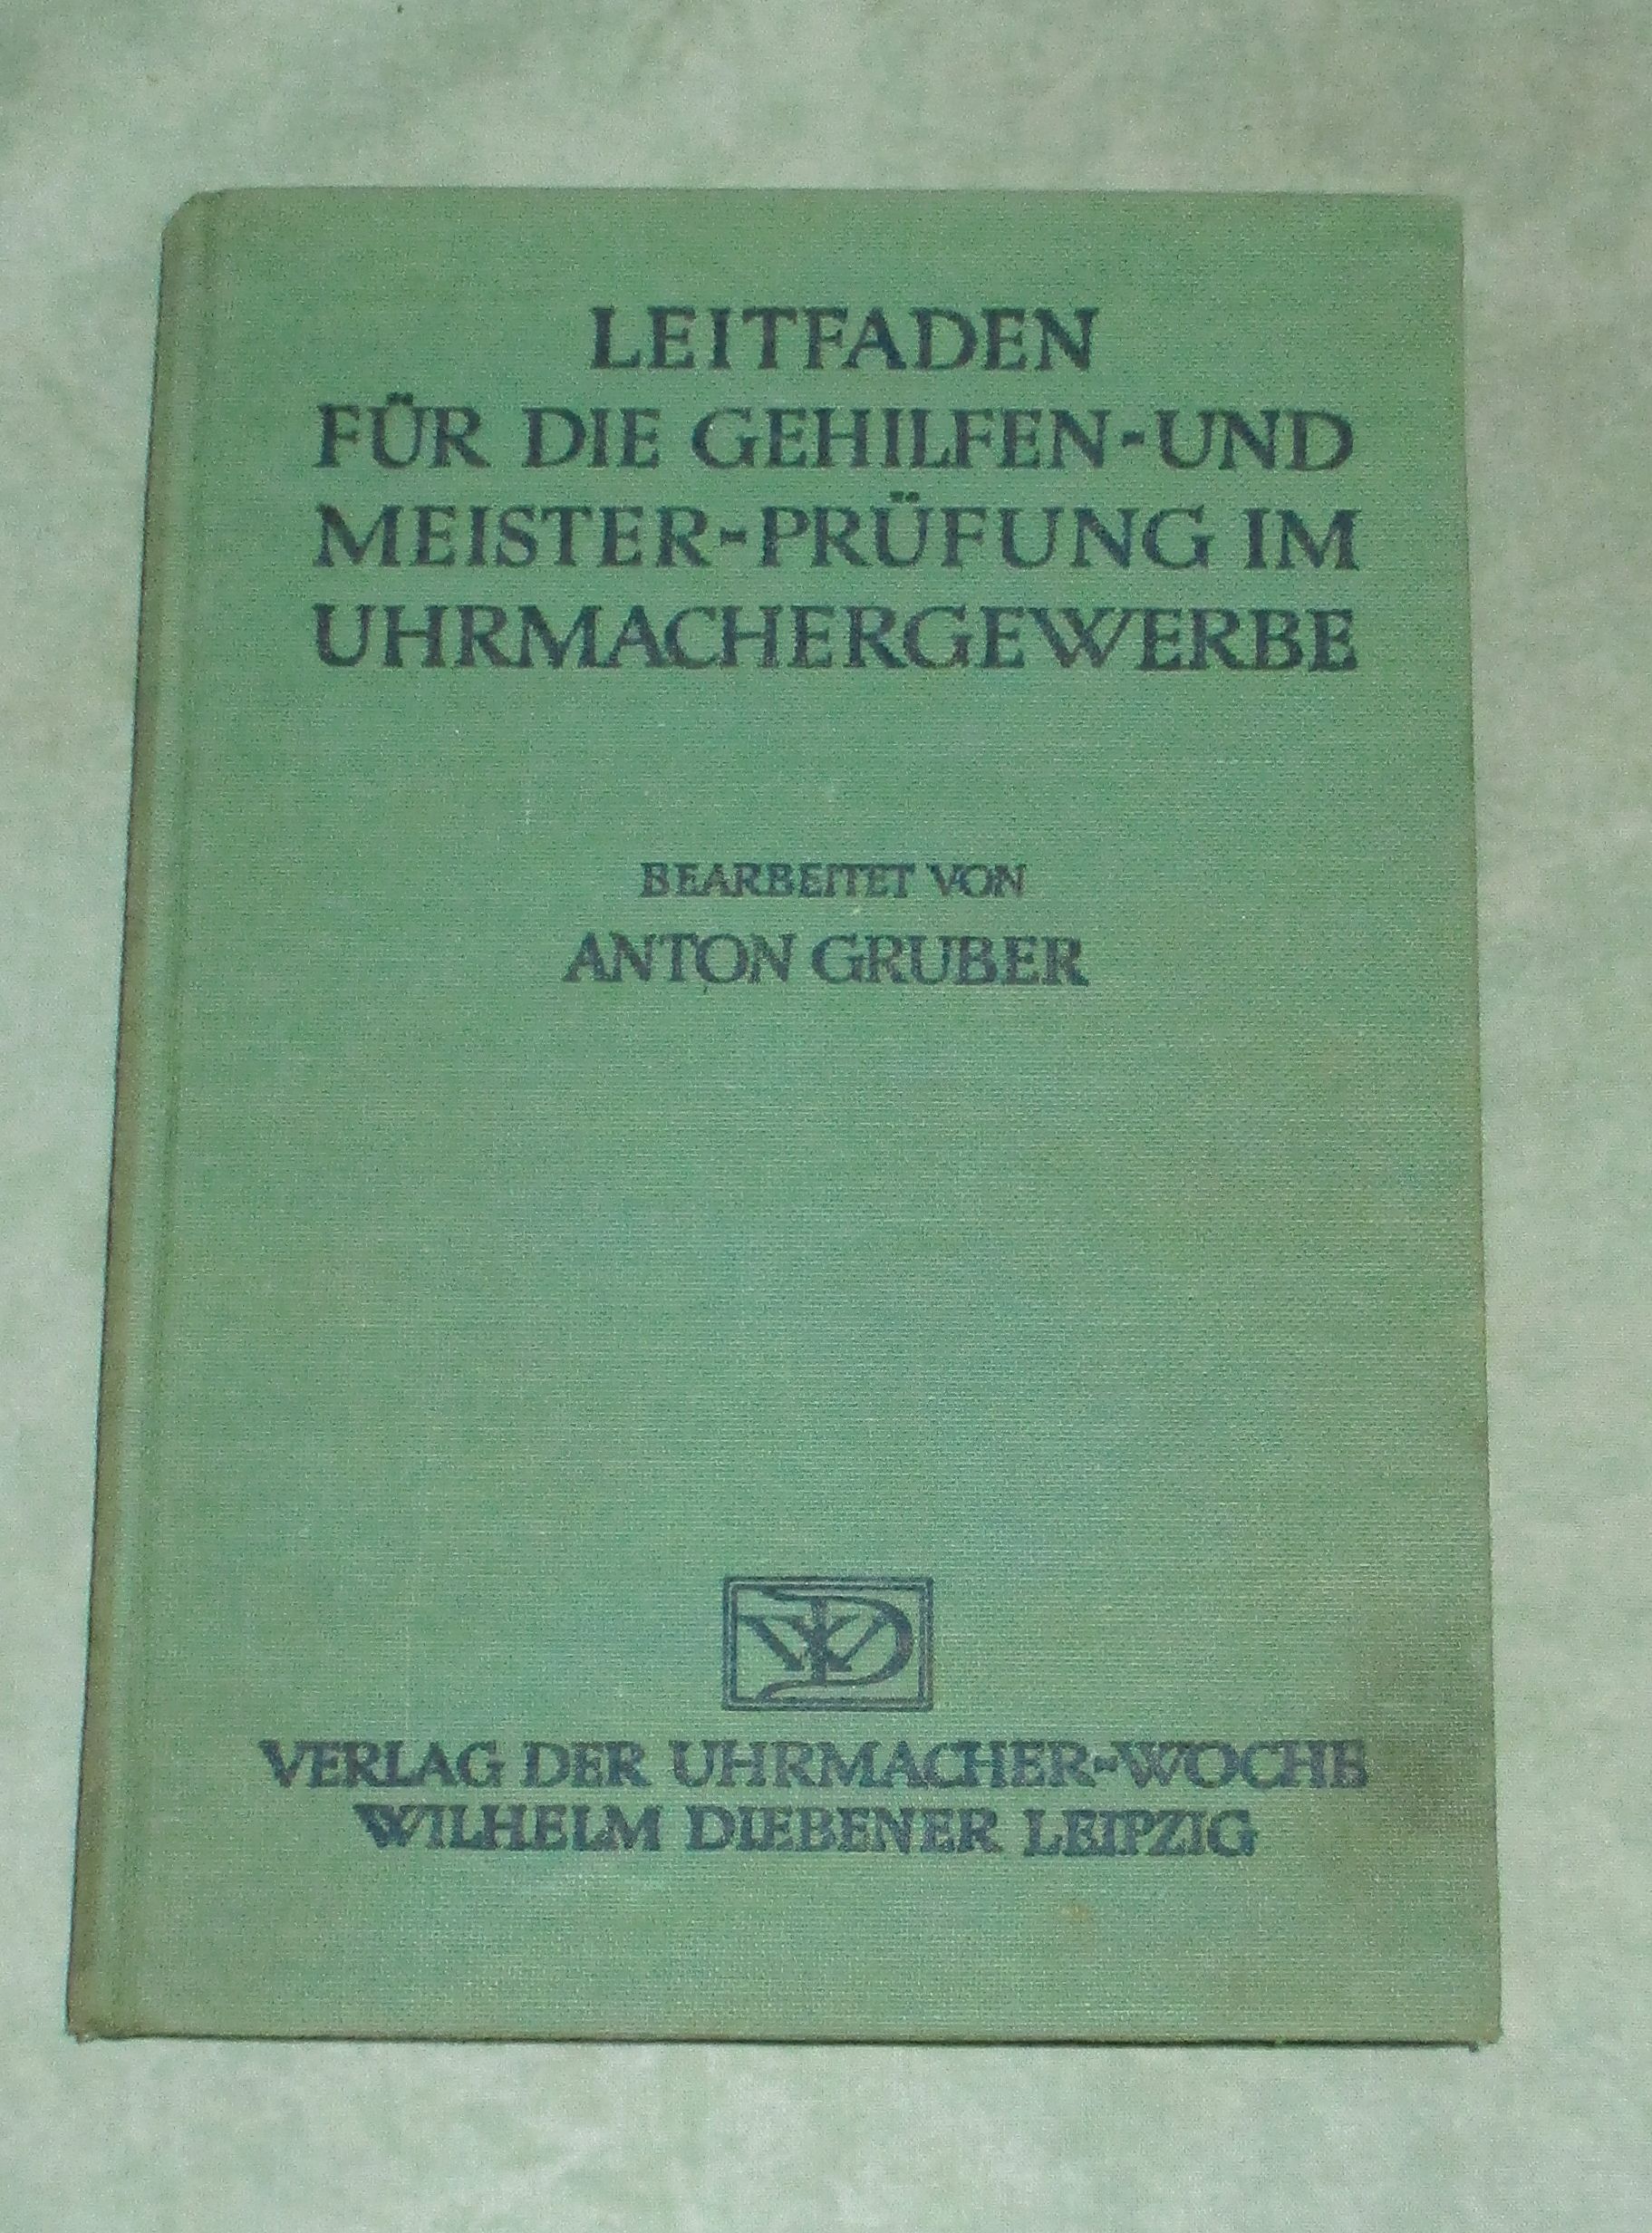 LEITFADEN
FÜR DIE GEHILFEN-UND
MEISTER-PRÜFUNG IM
UHRMACHERGEWERBE
BEARBEITET VON
ANTON GRUBER
WD
VERLAG DER UHRMACHER-WOCHE
WILHELM DIEBENER LEIPZIG